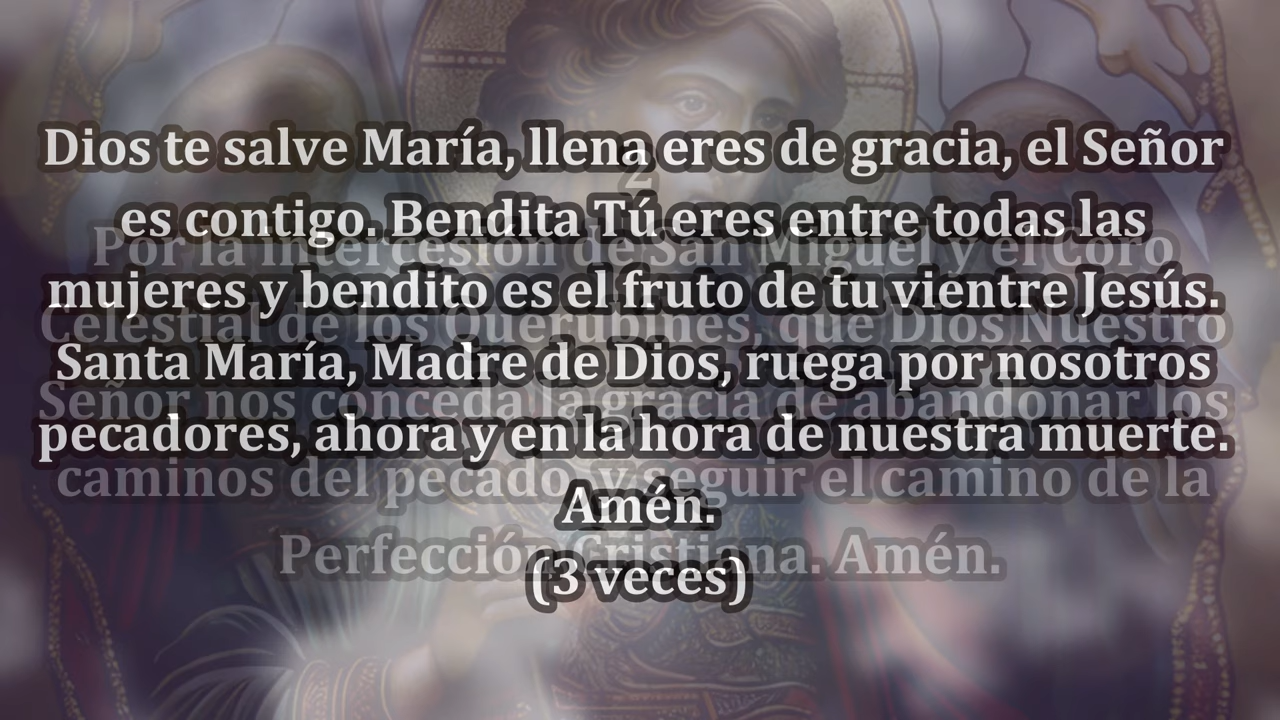 Dios te salve María, llena eres de gracia, el Señor
es contigo. Bendita Tú eres entre todas las
mujeres y bendito es el fruto de tu vientre Jesús.
Santa María, Madre de Dios, ruega por nosotros
pecadores, ahora y en la hora de nuestra muerte.
Amén.
(3 veces)
2
Por la intercesión de San Miguel y el Coro
Celestial de los Querubines, que Dios Nuestro
Señor nos conceda la gracia de abandonar los
caminos del pecado, y seguir el camino de la
Perfección Cristiana. Amén.